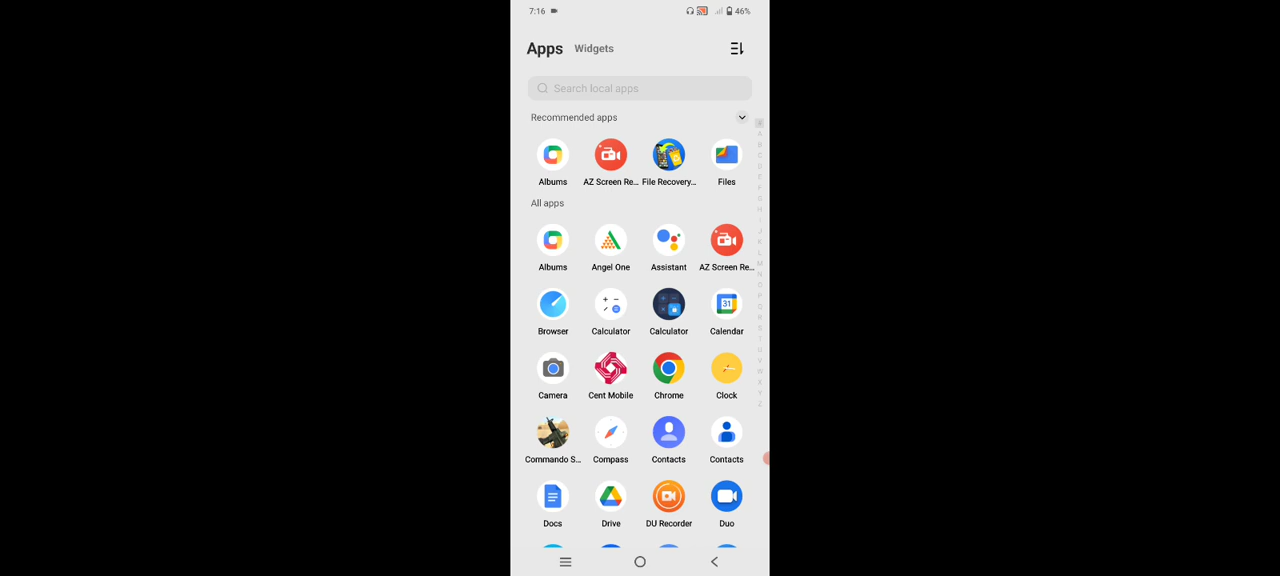 7:16 46%
Apps Widgets
Search local apps
Recommended apps
Albums AZ Screen Re... File Recovery... Files
All apps
Albums Angel One Assistant AZ Screen Re...
Browser Calculator Calculator Calendar
31
Camera Cent Mobile Chrome Clock
Commando S... Compass Contacts Contacts
Docs Drive DU Recorder Duo